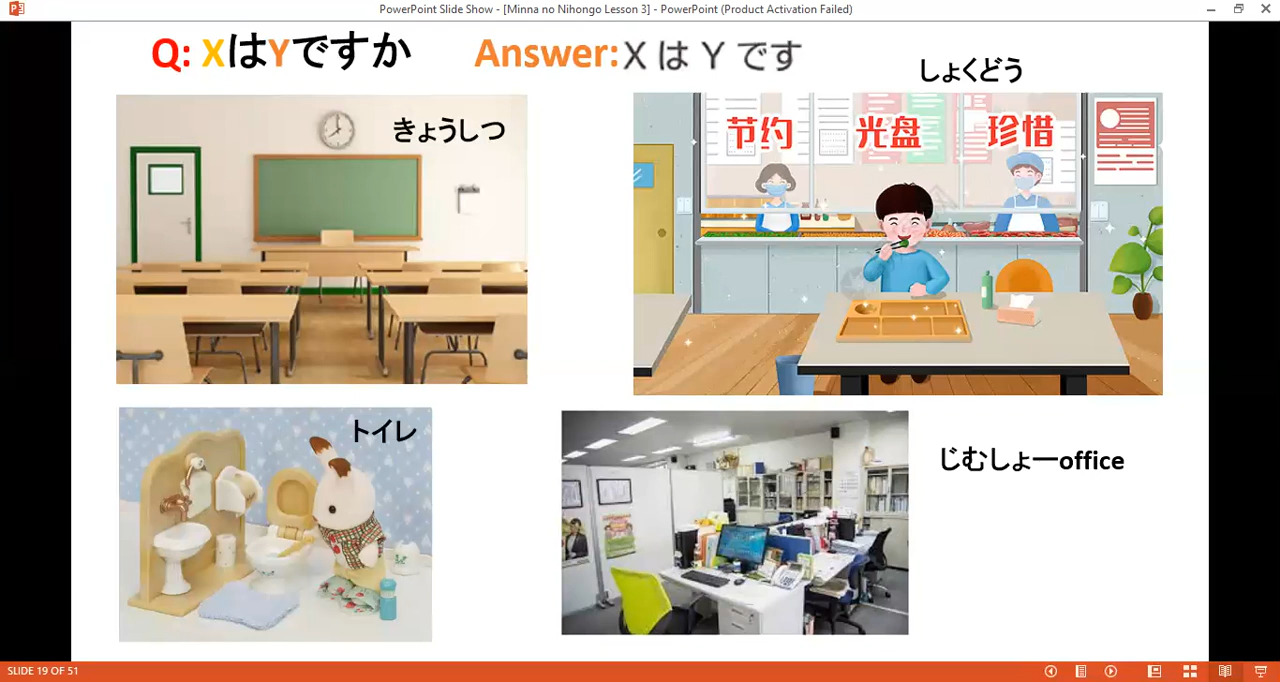 PowerPoint Slide Show - [Minna no Nihongo Lesson 3] - PowerPoint (Product Activation Failed)
Q: XはYですか
Answer:X は Y です
きょうしつ
しょくどう
节约 光盘 珍惜
トイレ
じむしょーoffice
SLIDE 19 OF 51